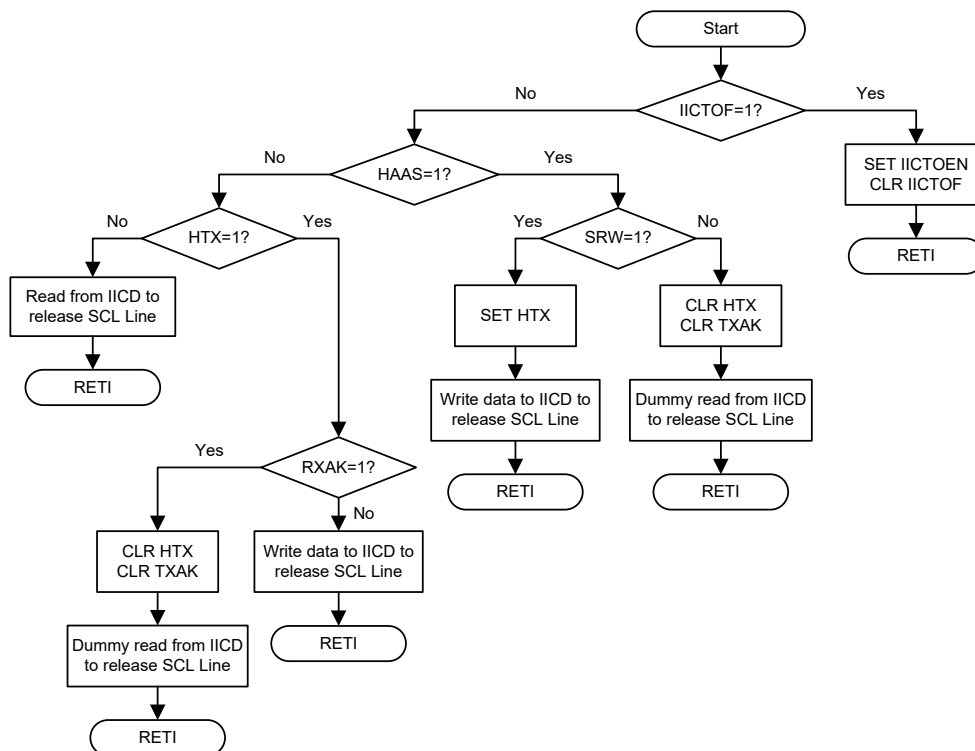 Start
No
IICTOF=1?
Yes
No
HAAS=1?
Yes
SET IICTOEN
CLR IICTOF
No
HTX=1?
Yes
Yes
SRW=1?
No
RETI
Read from IICD to
release SCL Line
SET HTX
CLR HTX
CLR TXAK
RETI
Write data to IICD to
release SCL Line
Dummy read from IICD
to release SCL Line
Yes
RXAK=1?
No
RETI
RETI
CLR HTX
CLR TXAK
Write data to IICD to
release SCL Line
Dummy read from IICD
to release SCL Line
RETI
RETI